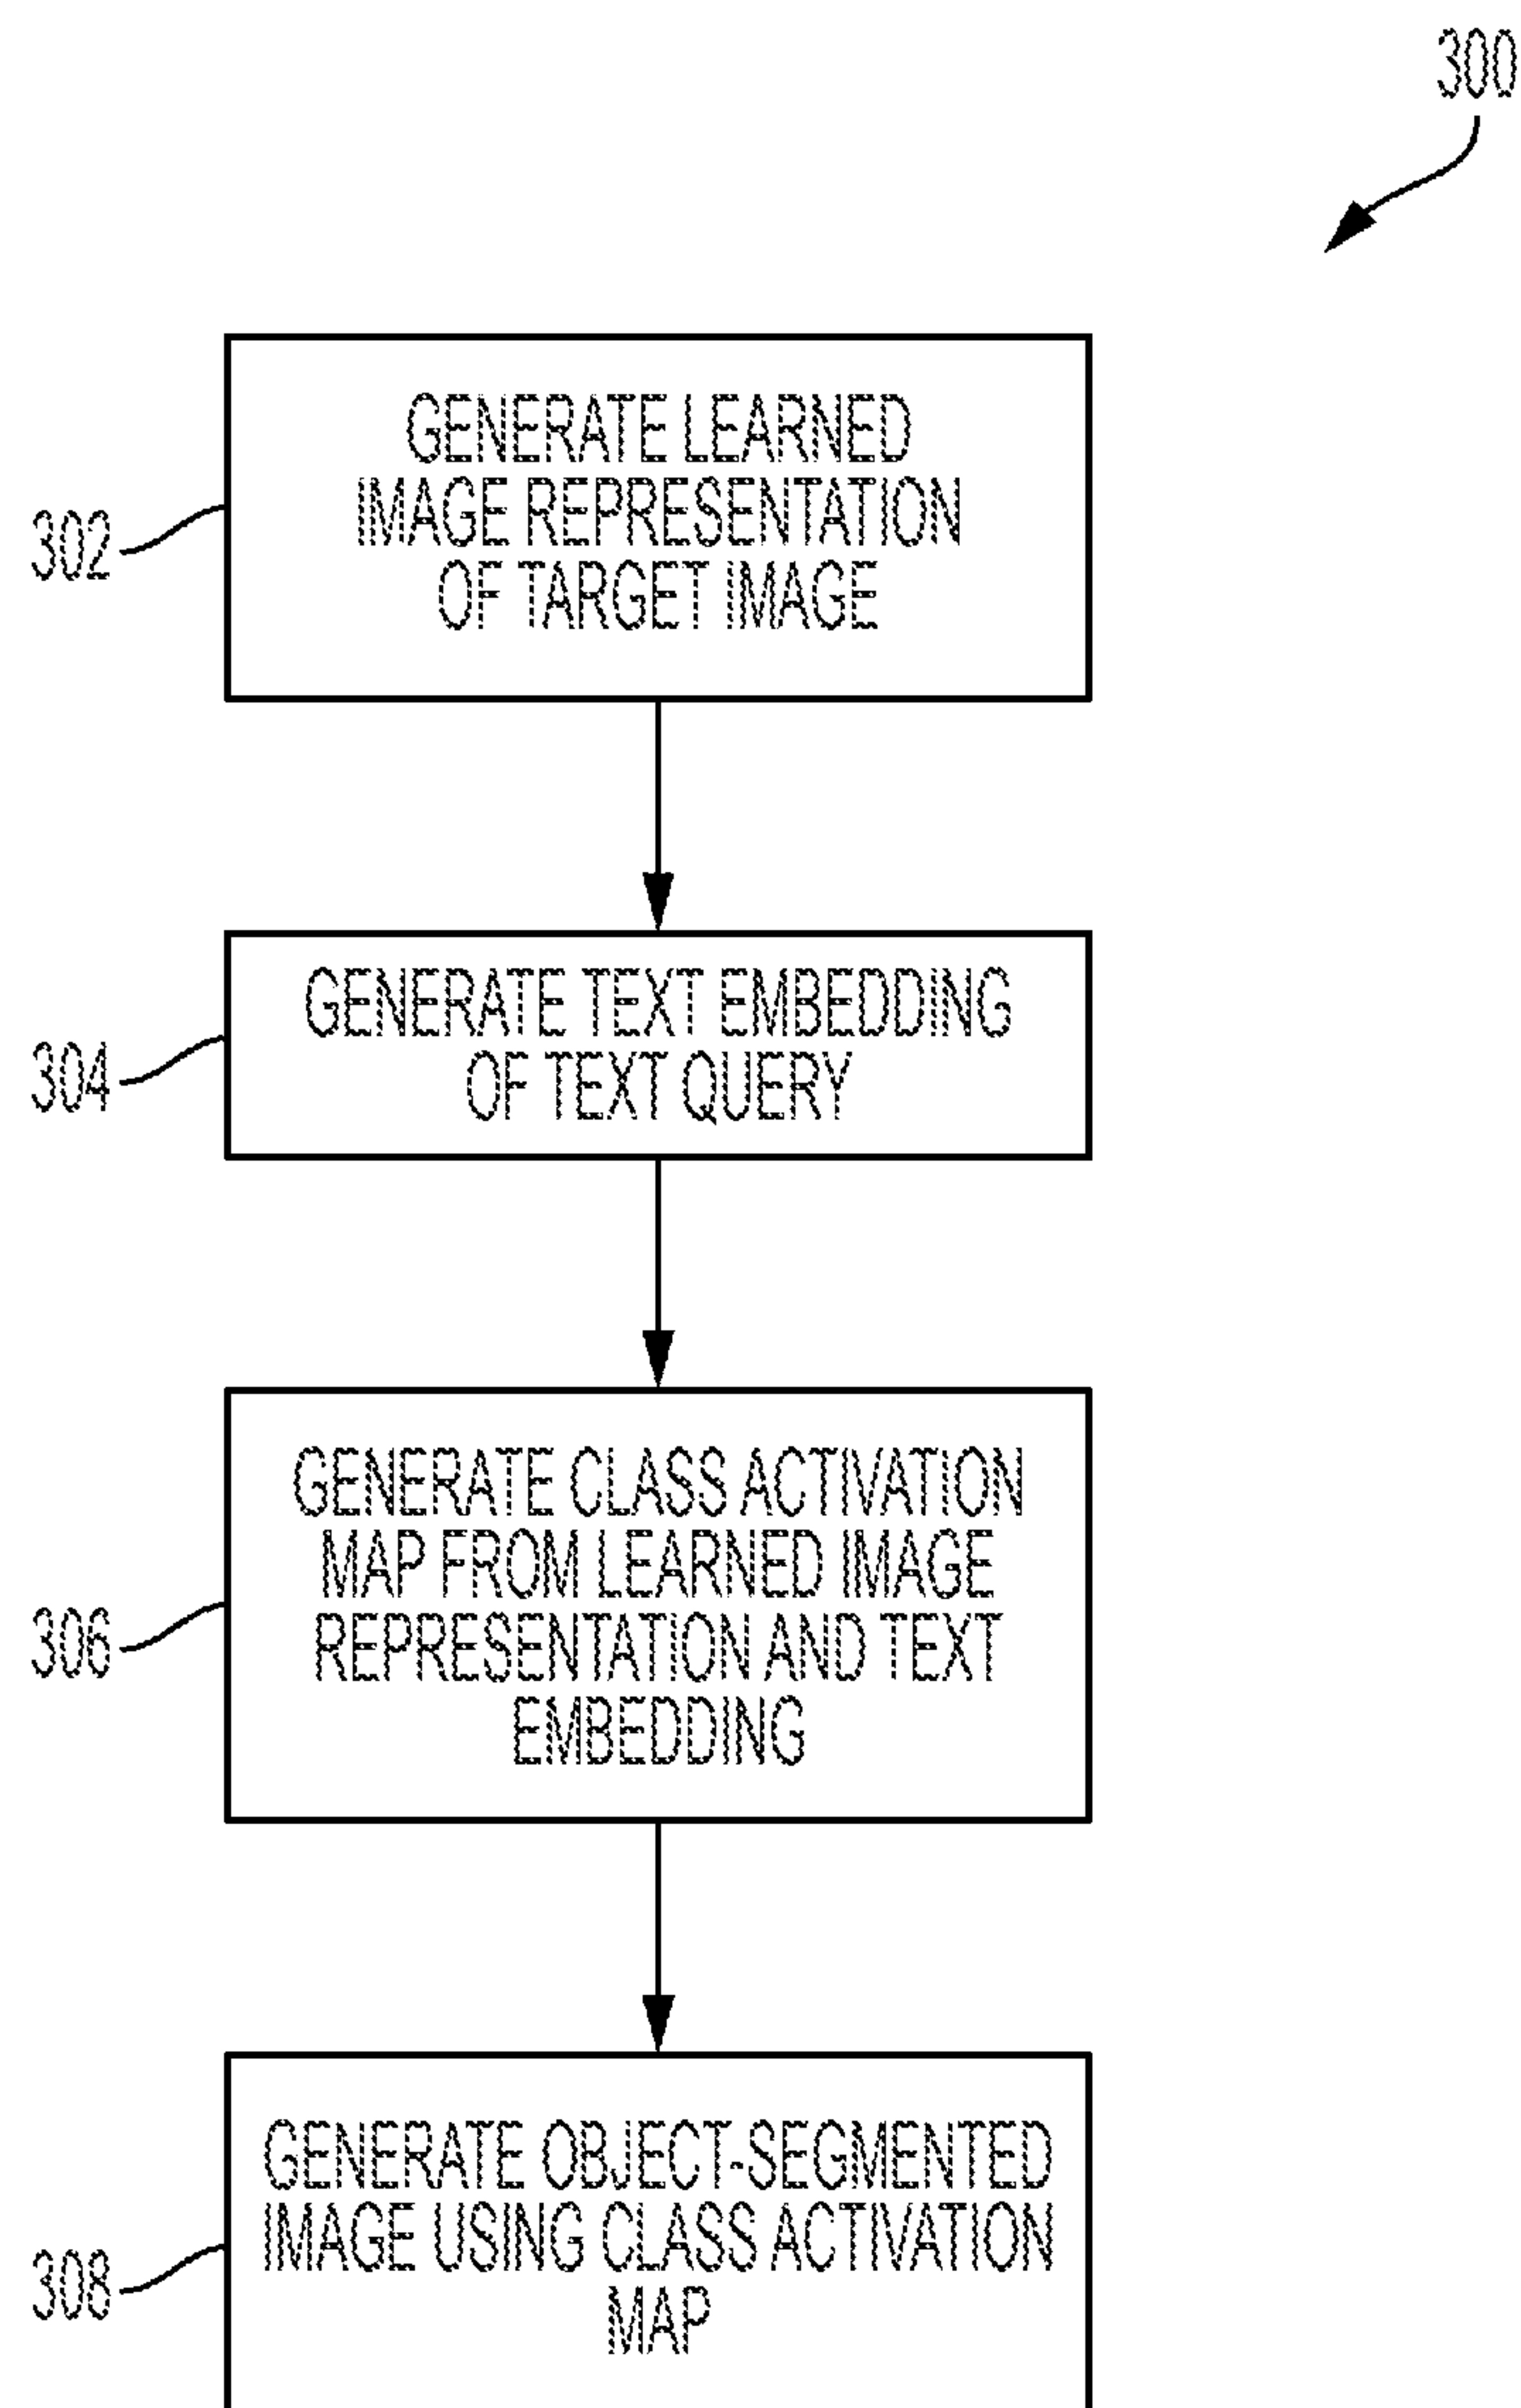 300
302
GENERATE LEARNED
IMAGE REPRESENTATION
OF TARGET IMAGE
304
GENERATE TEXT EMBEDDING
OF TEXT QUERY
306
GENERATE CLASS ACTIVATION
MAP FROM LEARNED IMAGE
REPRESENTATION AND TEXT
EMBEDDING
308
GENERATE OBJECT-SEGMENTED
IMAGE USING CLASS ACTIVATION
MAP